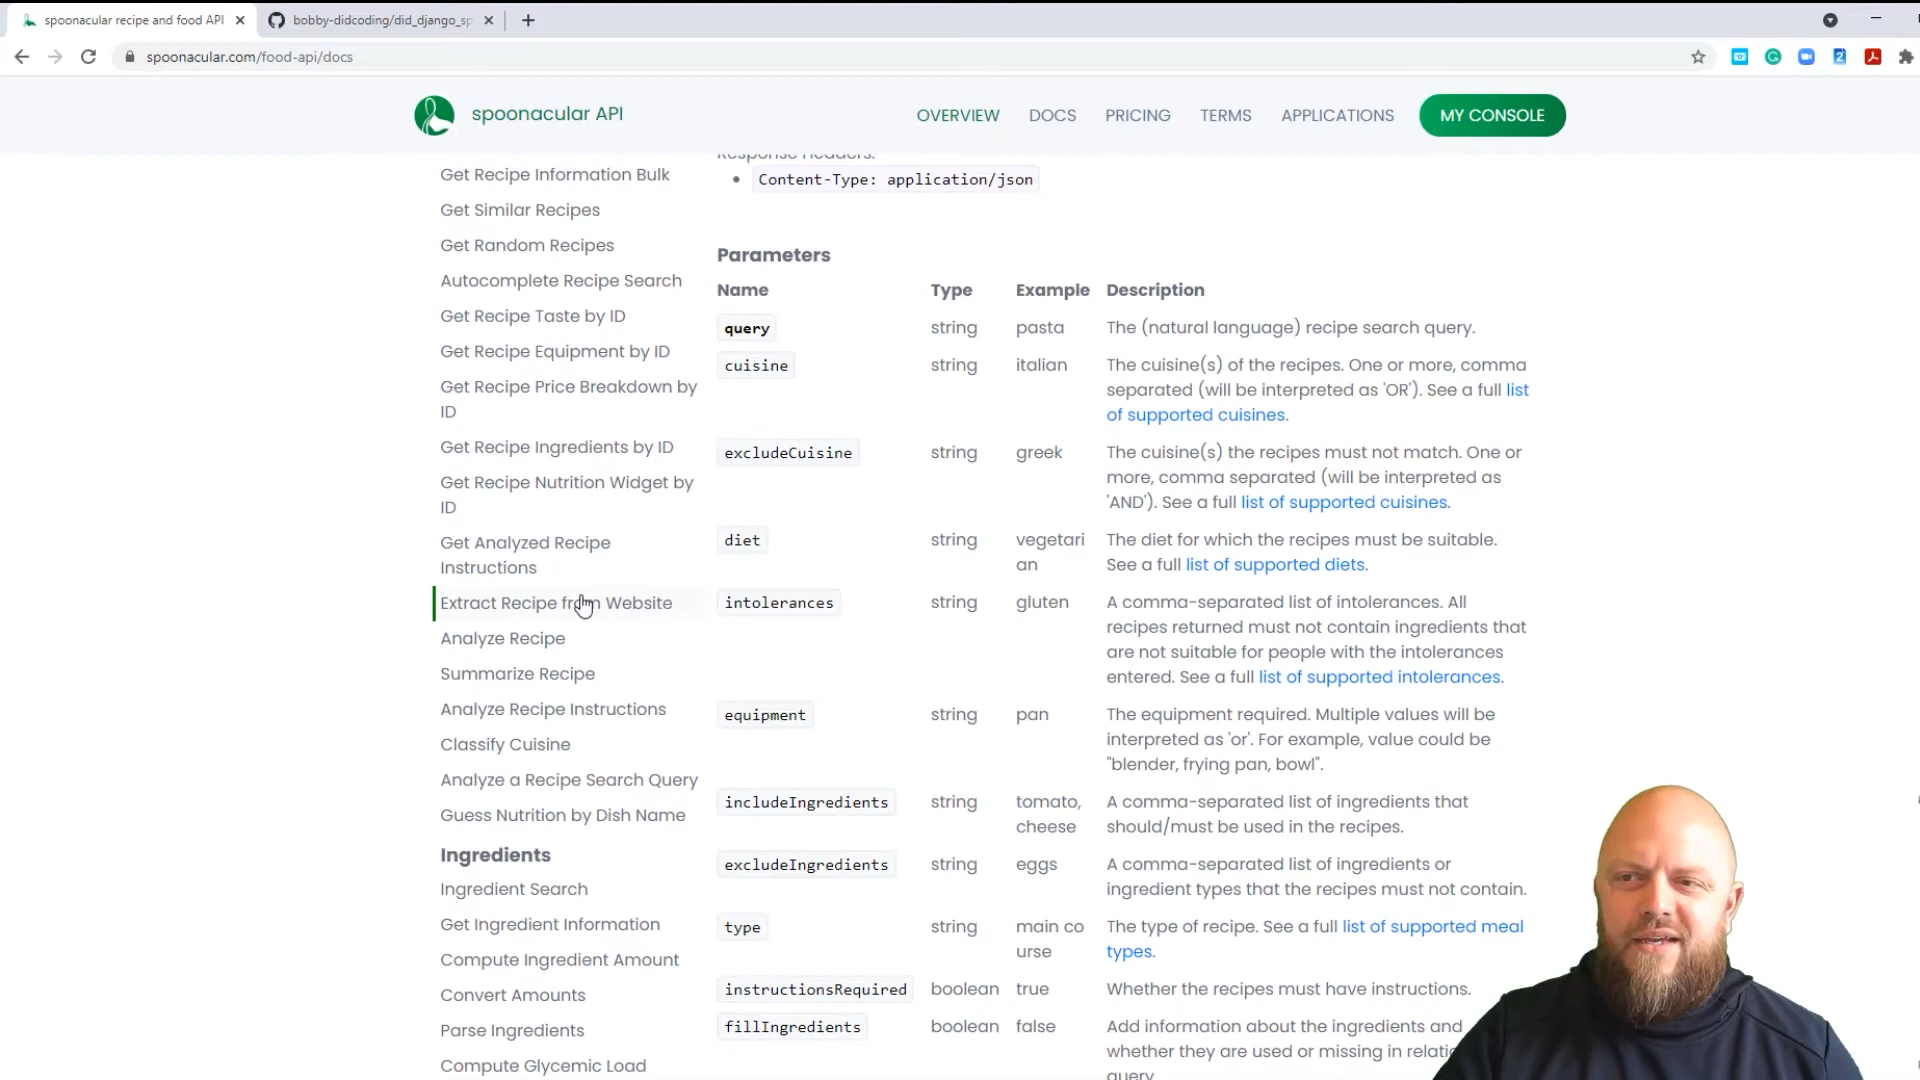 spoonacular recipe and food API
bobby-didcoding/did_django_sp
spoonacular.com/food-api/docs
spoonacular API
OVERVIEW
DOCS
PRICING
TERMS
APPLICATIONS
MY CONSOLE
Get Recipe Information Bulk
Get Similar Recipes
Get Random Recipes
Autocomplete Recipe Search
Get Recipe Taste by ID
Get Recipe Equipment by ID
Get Recipe Price Breakdown by
ID
Get Recipe Ingredients by ID
Get Recipe Nutrition Widget by
ID
Get Analyzed Recipe
Instructions
Extract Recipe from Website
Analyze Recipe
Summarize Recipe
Analyze Recipe Instructions
Classify Cuisine
Analyze a Recipe Search Query
Guess Nutrition by Dish Name
Ingredients
Ingredient Search
Get Ingredient Information
Compute Ingredient Amount
Convert Amounts
Parse Ingredients
Compute Glycemic Load
Response Headers:
Content-Type: application/json
Parameters
Name Type Example Description
query string pasta The (natural language) recipe search query.
cuisine string italian The cuisine(s) of the recipes. One or more, comma
separated (will be interpreted as 'OR'). See a full list
of supported cuisines.
excludeCuisine string greek The cuisine(s) the recipes must not match. One or
more, comma separated (will be interpreted as
'AND'). See a full list of supported cuisines.
diet string vegetari The diet for which the recipes must be suitable.
an See a full list of supported diets.
intolerances string gluten A comma-separated list of intolerances. All
recipes returned must not contain ingredients that
are not suitable for people with the intolerances
entered. See a full list of supported intolerances.
equipment string pan The equipment required. Multiple values will be
interpreted as 'or'. For example, value could be
"blender, frying pan, bowl".
includeIngredients string tomato, A comma-separated list of ingredients that
cheese should/must be used in the recipes.
excludeIngredients string eggs A comma-separated list of ingredients or
ingredient types that the recipes must not contain.
type string main co The type of recipe. See a full list of supported meal
urse types.
instructionsRequired boolean true Whether the recipes must have instructions.
fillIngredients boolean false Add information about the ingredients and
whether they are used or missing in relati
query.